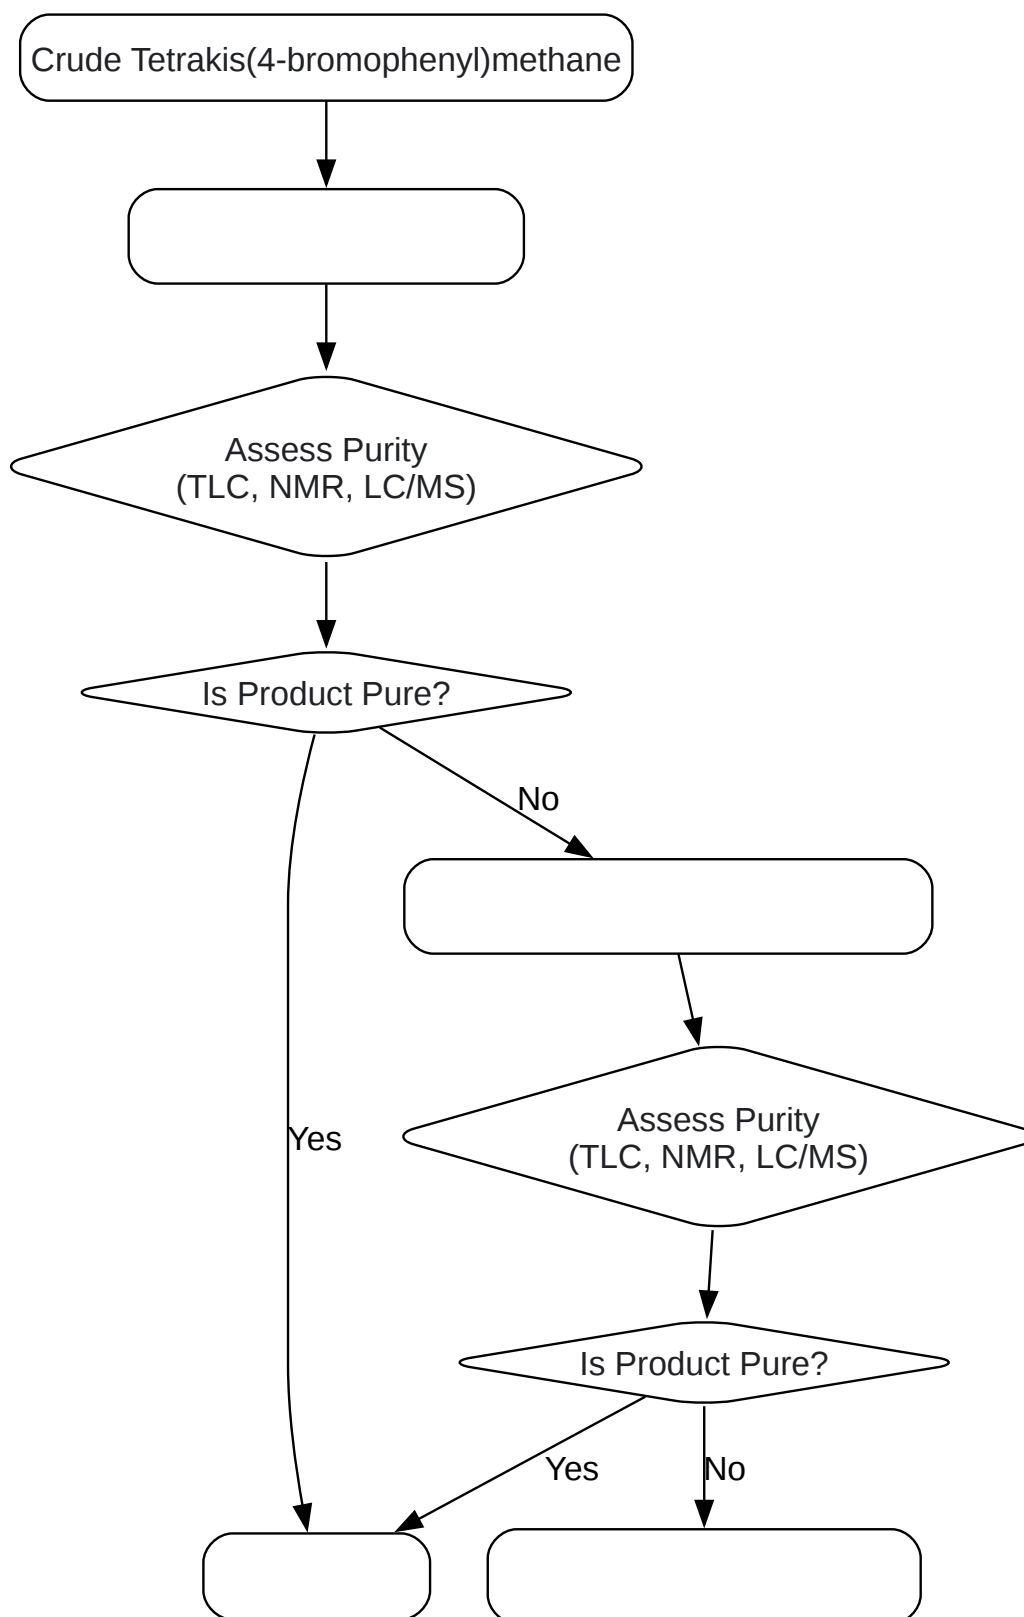 Crude Tetrakis(4-bromophenyl)methane
Assess Purity
(TLC, NMR, LC/MS)
Is Product Pure?
No
Yes
Assess Purity
(TLC, NMR, LC/MS)
Is Product Pure?
Yes
No